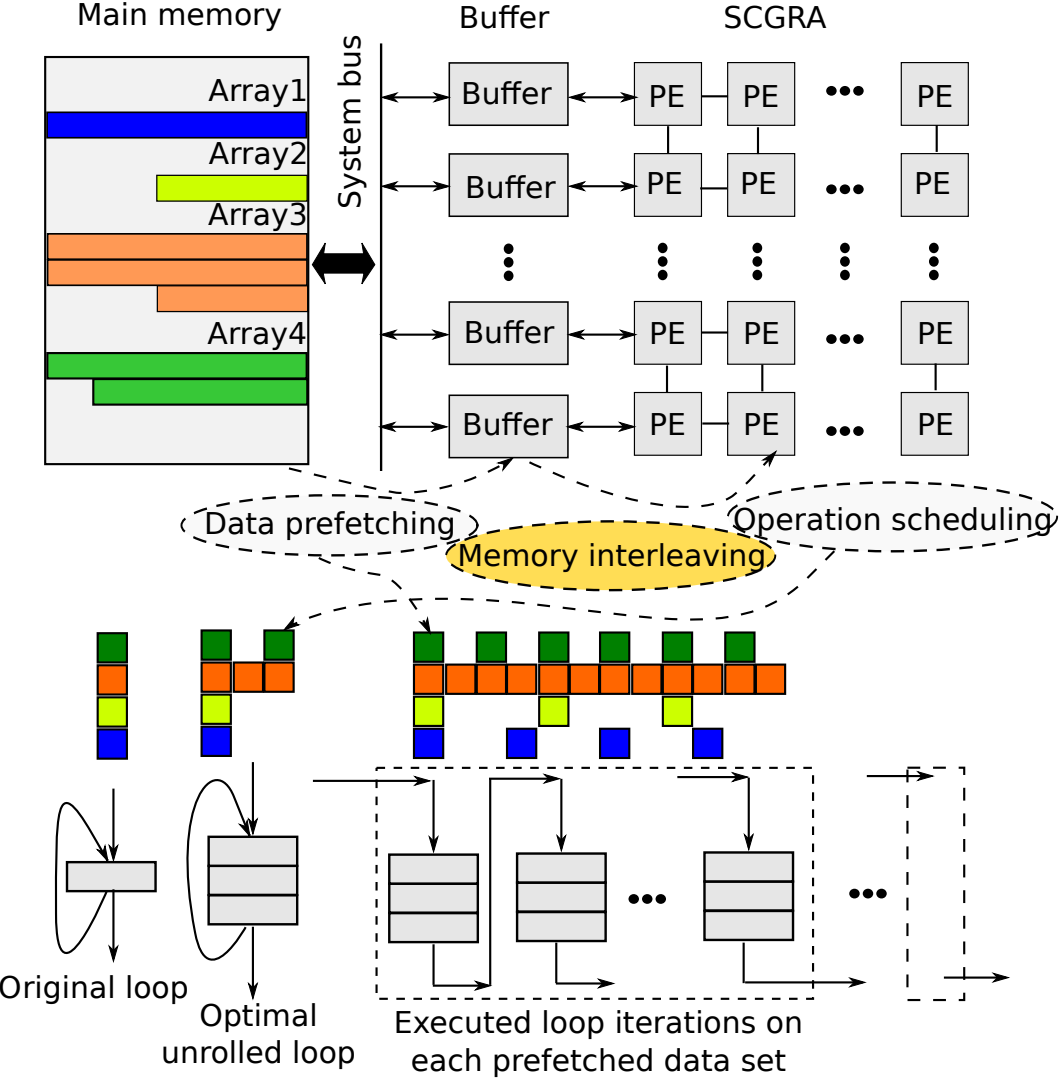 Main memory
Buffer
SCGRA
System bus
Array1
Array2
Array3
Array4
Buffer
PE
PE
PE
Buffer
PE
PE
PE
Buffer
PE
PE
PE
Buffer
PE
PE
PE
Data prefetching
Memory interleaving
Operation scheduling
Original loop
Optimal
unrolled loop
Executed loop iterations on
each prefetched data set